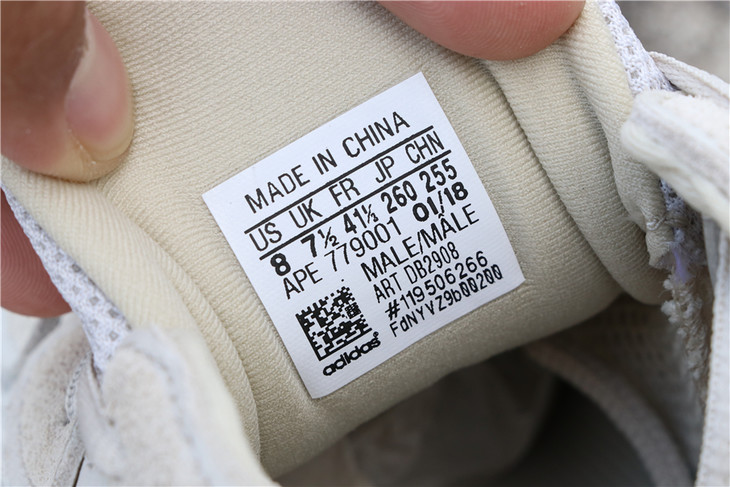 MADE IN CHINA
US UK FR JP CHN
8 7½ 41⅓ 260 255
APE 779001 01/18
MALE/MÂLE
ART DB2908
#119506266
FdNYVZ9b00200
adidas